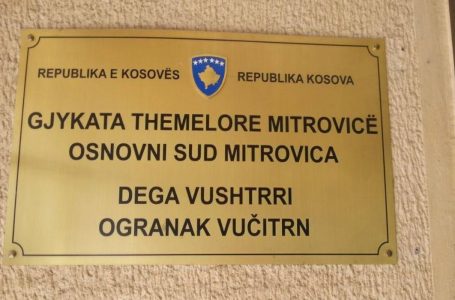 REPUBLIKA E KOSOVËS REPUBLIKA KOSOVA
GJYKATA THEMELORE MITROVICË
OSNOVNI SUD MITROVICA
DEGA VUSHTRRI
OGRANAK VUČITRN